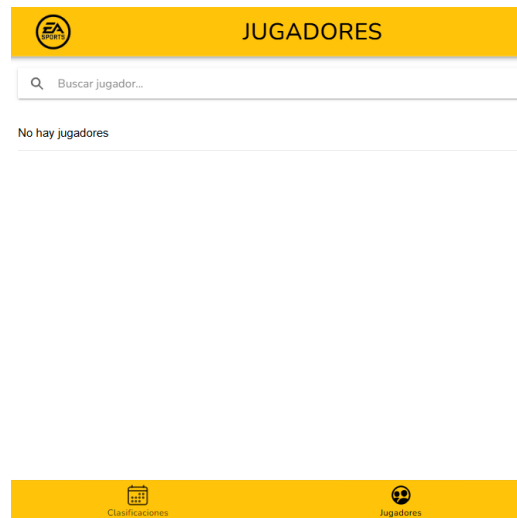 EA
SPORTS
JUGADORES
Buscar jugador...
No hay jugadores
Clasificaciones
Jugadores